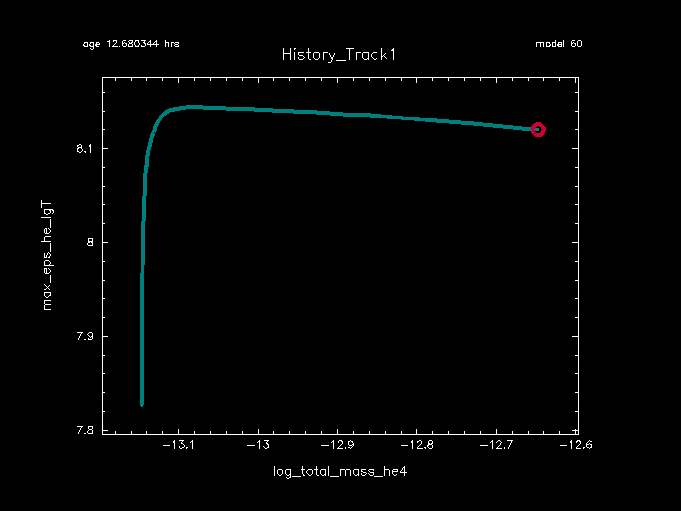 age 12.680344 hrs
model 60
History_Track1
8.1
8
7.9
7.8
max_eps_he_lgT
−13.1
−13
−12.9
−12.8
−12.7
−12.6
log_total_mass_he4